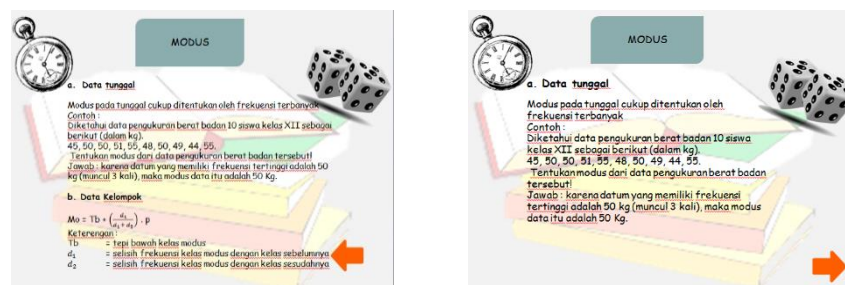 MODUS
a. Data tunggal
Modus pada tunggal cukup ditentukan oleh frekuensi terbanyak
Contoh :
Diketahui data pengukuran berat badan 10 siswa kelas XII sebagai
berikut (dalam kg).
45, 50, 50, 51, 55, 48, 50, 49, 44, 55.
Tentukan modus dari data pengukuran berat badan tersebut!
Jawab : karena datum yang memiliki frekuensi tertinggi adalah 50
kg (muncul 3 kali), maka modus data itu adalah 50 Kg.
b. Data Kelompok
Mo = Tb + (d₁ / (d₁ + d₂)) . p
Keterengan :
Tb = tepi bawah kelas modus
d₁ = selisih frekuensi kelas modus dengan kelas sebelumnya
d₂ = selisih frekuensi kelas modus dengan kelas sesudahnya
MODUS
a. Data tunggal
Modus pada tunggal cukup ditentukan oleh
frekuensi terbanyak
Contoh :
Diketahui data pengukuran berat badan 10 siswa
kelas XII sebagai berikut (dalam kg).
45, 50, 50, 51, 55, 48, 50, 49, 44, 55.
Tentukan modus dari data pengukuran berat badan
tersebut!
Jawab : karena datum yang memiliki frekuensi
tertinggi adalah 50 kg (muncul 3 kali), maka modus
data itu adalah 50 Kg.